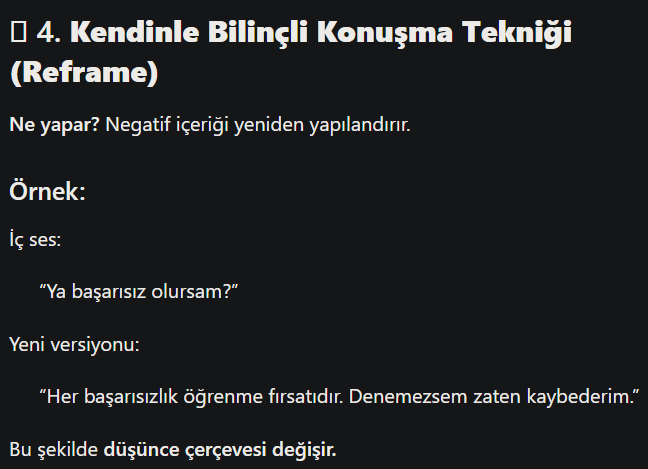 4. Kendinle Bilinçli Konuşma Tekniği
(Reframe)
Ne yapar? Negatif içeriği yeniden yapılandırır.
Örnek:
İç ses:
“Ya başarısız olursam?”
Yeni versiyonu:
“Her başarısızlık öğrenme fırsatıdır. Denemezsem zaten kaybederim.”
Bu şekilde düşünce çerçevesi değişir.